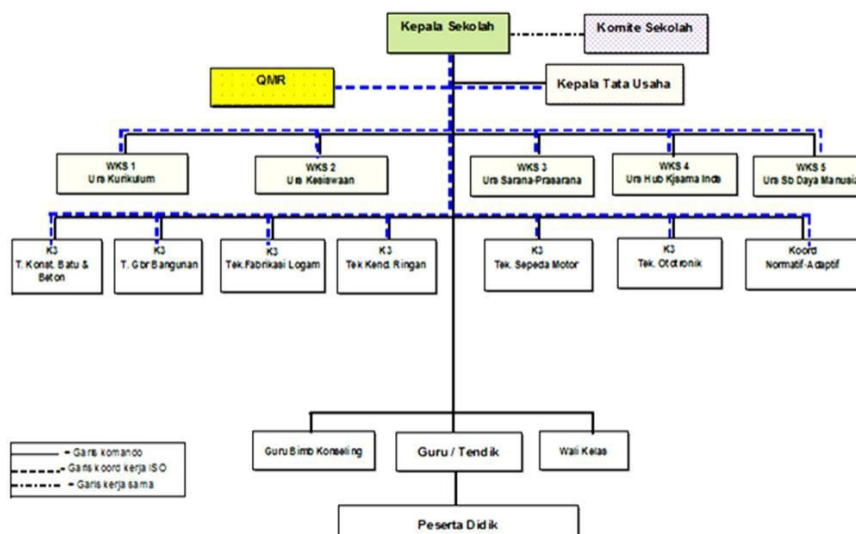 Kepala Sekolah
Komite Sekolah
QMR
Kepala Tata Usaha
WKS 1
Urs Kurikulum
WKS 2
Urs Kesiswaan
WKS 3
Urs Sarana-Prasarana
WKS 4
Urs Hub Kjsama Inds
WKS 5
Urs Sb Daya Manusia
K3
T. Konst. Batu &
Beton
K3
T. Gbr Bangunan
K3
Tek.Fabrikasi Logam
K3
Tek Kend. Ringan
K3
Tek. Sepeda Motor
K3
Tek. Ototronik
Koord
Normatif-Adaptif
Guru Bimb Konseling
Guru / Tendik
Wali Kelas
= Garis komando
= Garis koord kerja ISO
= Garis kerja sama
Peserta Didik